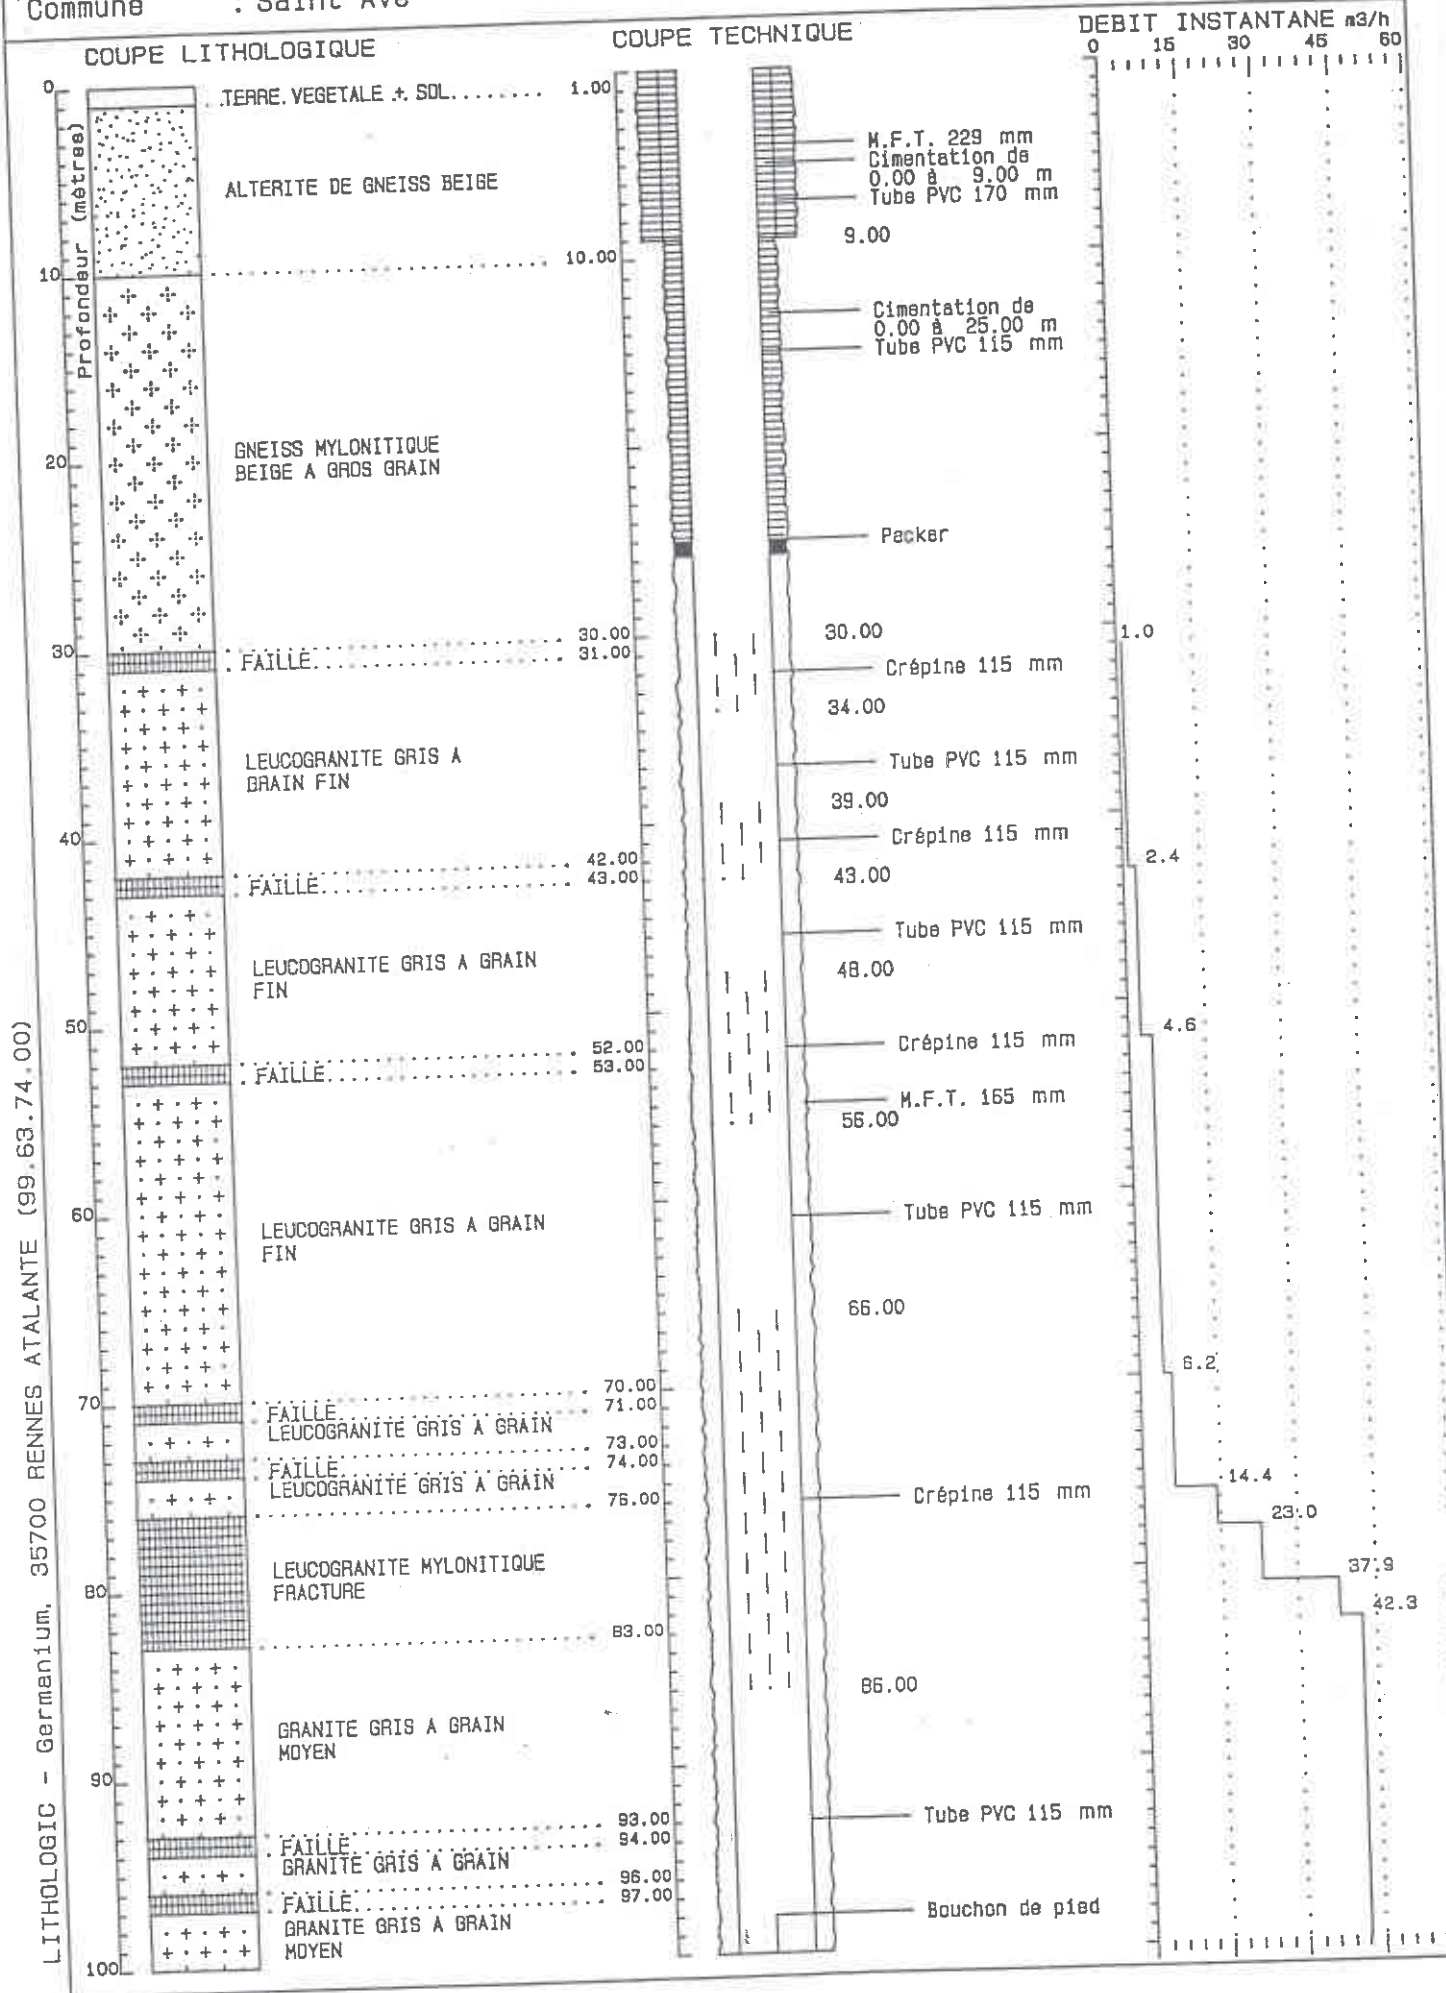 Commune : Saint Avé
COUPE LITHOLOGIQUE
COUPE TECHNIQUE
DEBIT INSTANTANE m3/h
0 15 30 45 60
Profondeur (mètres)
0
TERRE VEGETALE + SOL 1.00
ALTERITE DE GNEISS BEIGE
10
10.00
GNEISS MYLONITIQUE
BEIGE A GROS GRAIN
20
30
30.00
FAILLE 31.00
LEUCOGRANITE GRIS A
GRAIN FIN
40
42.00
FAILLE 43.00
LEUCOGRANITE GRIS A GRAIN
FIN
50
52.00
FAILLE 53.00
LEUCOGRANITE GRIS A GRAIN
FIN
60
70
70.00
FAILLE 71.00
LEUCOGRANITE GRIS A GRAIN
73.00
FAILLE 74.00
LEUCOGRANITE GRIS A GRAIN
76.00
LEUCOGRANITE MYLONITIQUE
FRACTURE
80
83.00
GRANITE GRIS A GRAIN
MOYEN
90
93.00
FAILLE 94.00
GRANITE GRIS A GRAIN
96.00
FAILLE 97.00
GRANITE GRIS A GRAIN
MOYEN
100
M.F.T. 229 mm
Cimentation de
0.00 à 9.00 m
Tube PVC 170 mm
9.00
Cimentation de
0.00 à 25.00 m
Tube PVC 115 mm
Packer
30.00
Crépine 115 mm
34.00
Tube PVC 115 mm
39.00
Crépine 115 mm
43.00
Tube PVC 115 mm
48.00
Crépine 115 mm
M.F.T. 165 mm
56.00
Tube PVC 115 mm
66.00
Crépine 115 mm
86.00
Tube PVC 115 mm
Bouchon de pied
1.0
2.4
4.6
6.2
14.4
23.0
37.9
42.3
LITHOLOGIC - Germanium, 35700 RENNES ATALANTE (99.63.74.00)